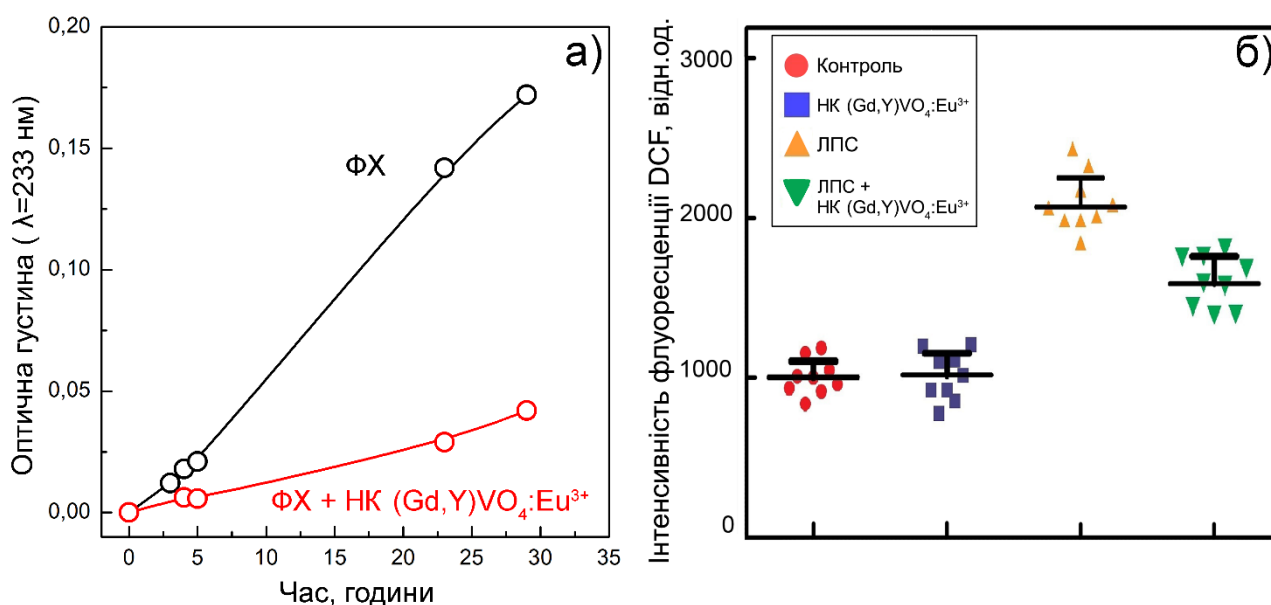 а)
0,20
0,15
0,10
0,05
0,00
Оптична густина ( λ=233 нм)
ФХ
ФХ + НК (Gd,Y)VO₄:Eu³⁺
0 5 10 15 20 25 30 35
Час, години
б)
3000
2000
1000
0
Інтенсивність флуоресценції DCF, відн.од.
Контроль
НК (Gd,Y)VO₄:Eu³⁺
ЛПС
ЛПС +
НК (Gd,Y)VO₄:Eu³⁺